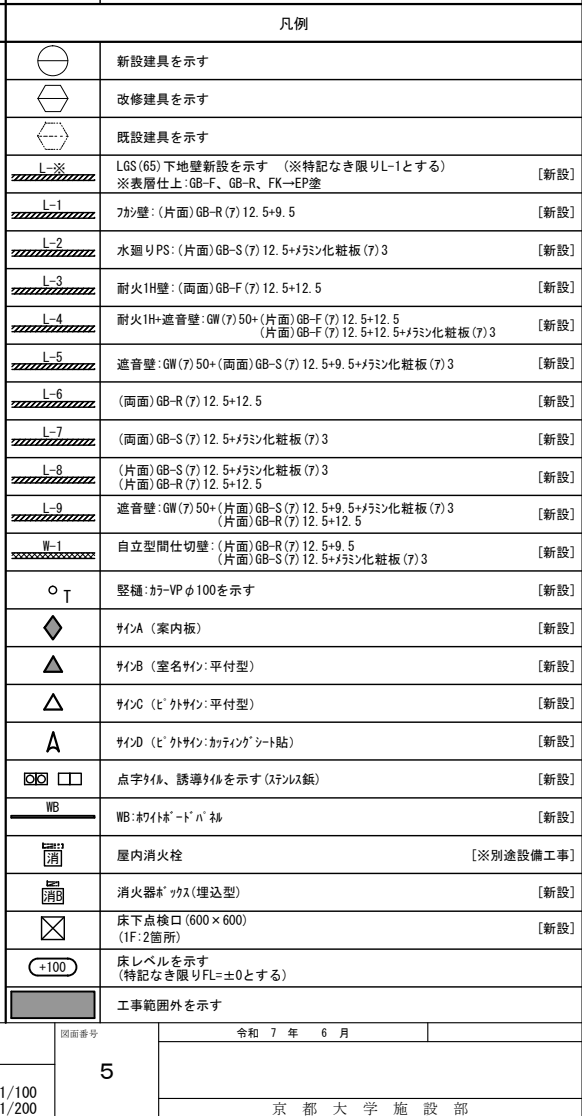 凡例
新設建具を示す
改修建具を示す
既設建具を示す
L-※ LGS(65)下地壁新設を示す (※特記なき限りL-1とする) [新設]
※表層仕上:GB-F、GB-R、FK→EP塗
L-1 フカシ壁:(片面)GB-R(ア)12.5+9.5 [新設]
L-2 水廻りPS:(片面)GB-S(ア)12.5+メラミン化粧板(ア)3 [新設]
L-3 耐火1H壁:(両面)GB-F(ア)12.5+12.5 [新設]
L-4 耐火1H+遮音壁:GW(ア)50+(片面)GB-F(ア)12.5+12.5 [新設]
(片面)GB-F(ア)12.5+12.5+メラミン化粧板(ア)3
L-5 遮音壁:GW(ア)50+(両面)GB-S(ア)12.5+9.5+メラミン化粧板(ア)3 [新設]
L-6 (両面)GB-R(ア)12.5+12.5 [新設]
L-7 (両面)GB-S(ア)12.5+メラミン化粧板(ア)3 [新設]
L-8 (片面)GB-S(ア)12.5+メラミン化粧板(ア)3 [新設]
(片面)GB-R(ア)12.5+12.5
L-9 遮音壁:GW(ア)50+(片面)GB-S(ア)12.5+9.5+メラミン化粧板(ア)3 [新設]
(片面)GB-R(ア)12.5+12.5
W-1 自立型間仕切壁:(片面)GB-R(ア)12.5+9.5 [新設]
(片面)GB-S(ア)12.5+メラミン化粧板(ア)3
T 竪樋:カラーVPφ100を示す [新設]
サインA (案内板) [新設]
サインB (室名サイン:平付型) [新設]
サインC (ピクトサイン:平付型) [新設]
サインD (ピクトサイン:カッティングシート貼) [新設]
点字タイル、誘導タイルを示す(ステンレス鋲) [新設]
WB WB:ホワイトボードパネル [新設]
消 屋内消火栓 [※別途設備工事]
消B 消火器ボックス(埋込型) [新設]
床下点検口(600×600) [新設]
(1F:2箇所)
+100 床レベルを示す
(特記なき限りFL=±0とする)
工事範囲外を示す
図面番号 令和 7 年 6 月
5
1/100
1/200
京都大学施設部